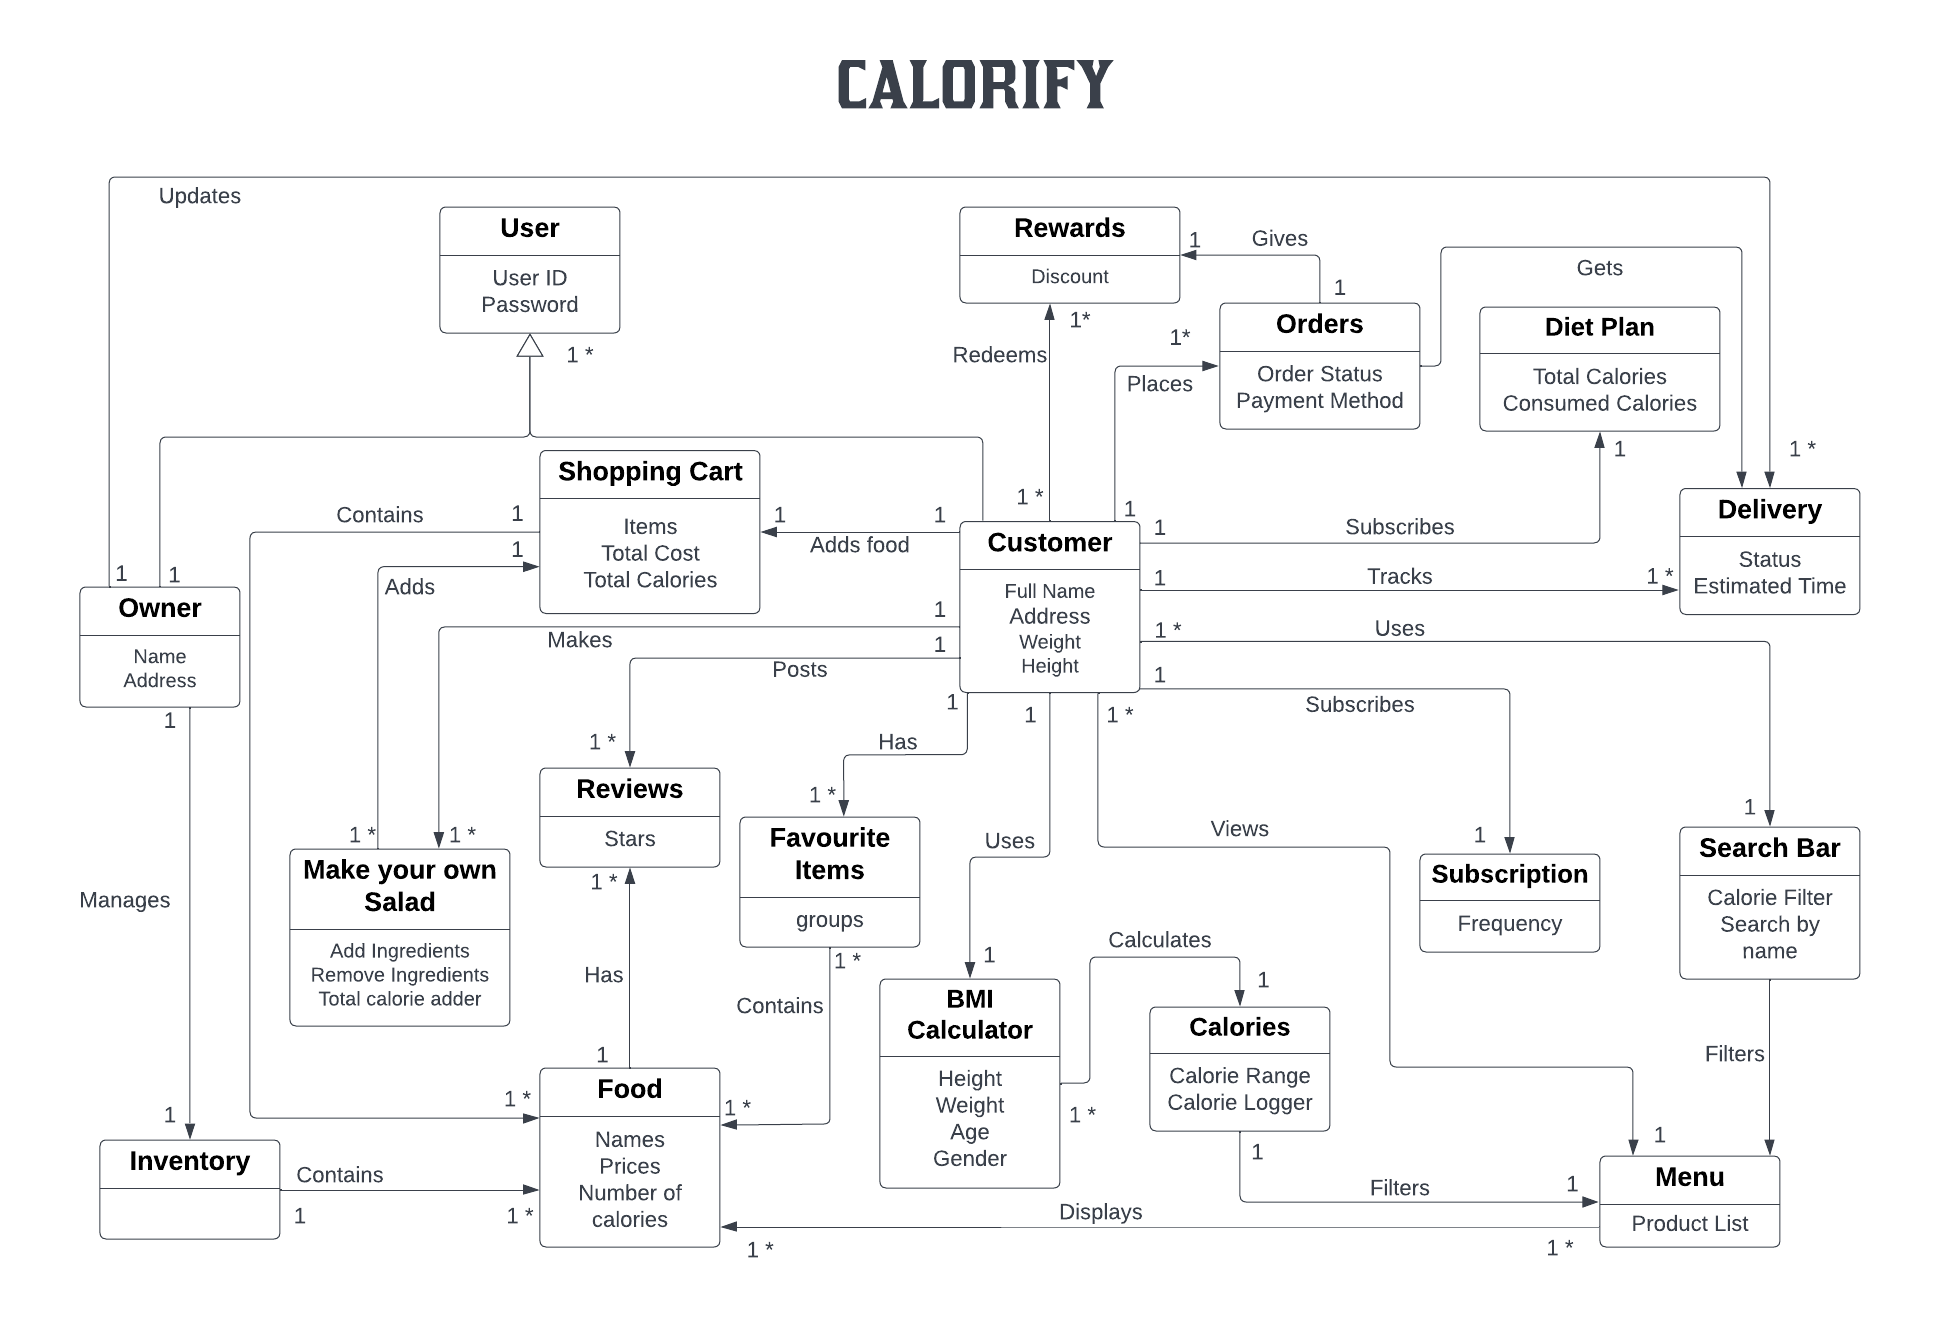 CALORIFY
Updates
User
User ID
Password
1 *
Rewards
Discount
1
Gives
1
1*
Redeems
1 *
Orders
Order Status
Payment Method
1*
Places
1
Gets
Diet Plan
Total Calories
Consumed Calories
1
1 *
Delivery
Status
Estimated Time
Shopping Cart
Items
Total Cost
Total Calories
Contains
1
1
Adds
1
Adds food
1
Customer
Full Name
Address
Weight
Height
1
Subscribes
1
Tracks
1 *
1 *
Uses
1
Subscribes
1
1
Owner
Name
Address
1
Makes
1
Posts
1
1
1
1 *
Has
1 *
Reviews
Stars
1 *
1 *
1 *
1 *
Make your own
Salad
Add Ingredients
Remove Ingredients
Total calorie adder
Favourite
Items
groups
1 *
Uses
Views
1
Subscription
Frequency
1
Search Bar
Calorie Filter
Search by
name
Manages
Has
Contains
1
BMI
Calculator
Height
Weight
Age
Gender
1 *
Calculates
1
Calories
Calorie Range
Calorie Logger
1
Filters
1
Filters
1
Menu
Product List
1 *
1
Inventory
Contains
1
1 *
1 *
1
Food
Names
Prices
Number of
calories
1 *
Displays
1 *